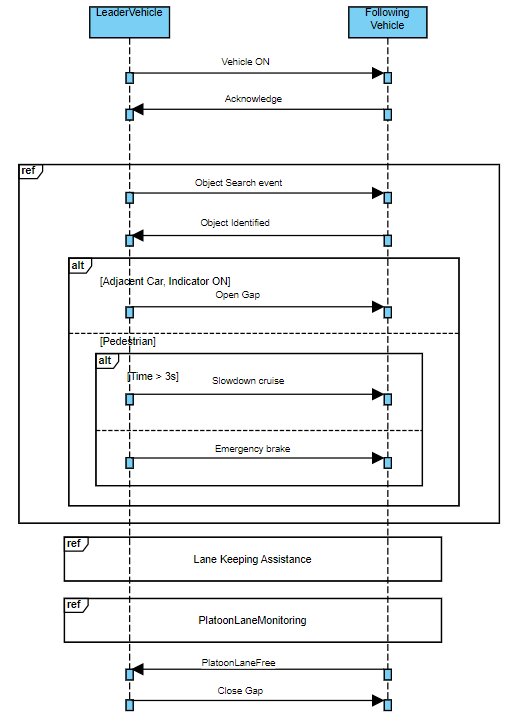 LeaderVehicle
Following
Vehicle
Vehicle ON
Acknowledge
ref
Object Search event
Object Identified
alt
[Adjacent Car, Indicator ON]
Open Gap
[Pedestrian]
alt
[Time > 3s]
Slowdown cruise
Emergency brake
ref
Lane Keeping Assistance
ref
PlatoonLaneMonitoring
PlatoonLaneFree
Close Gap